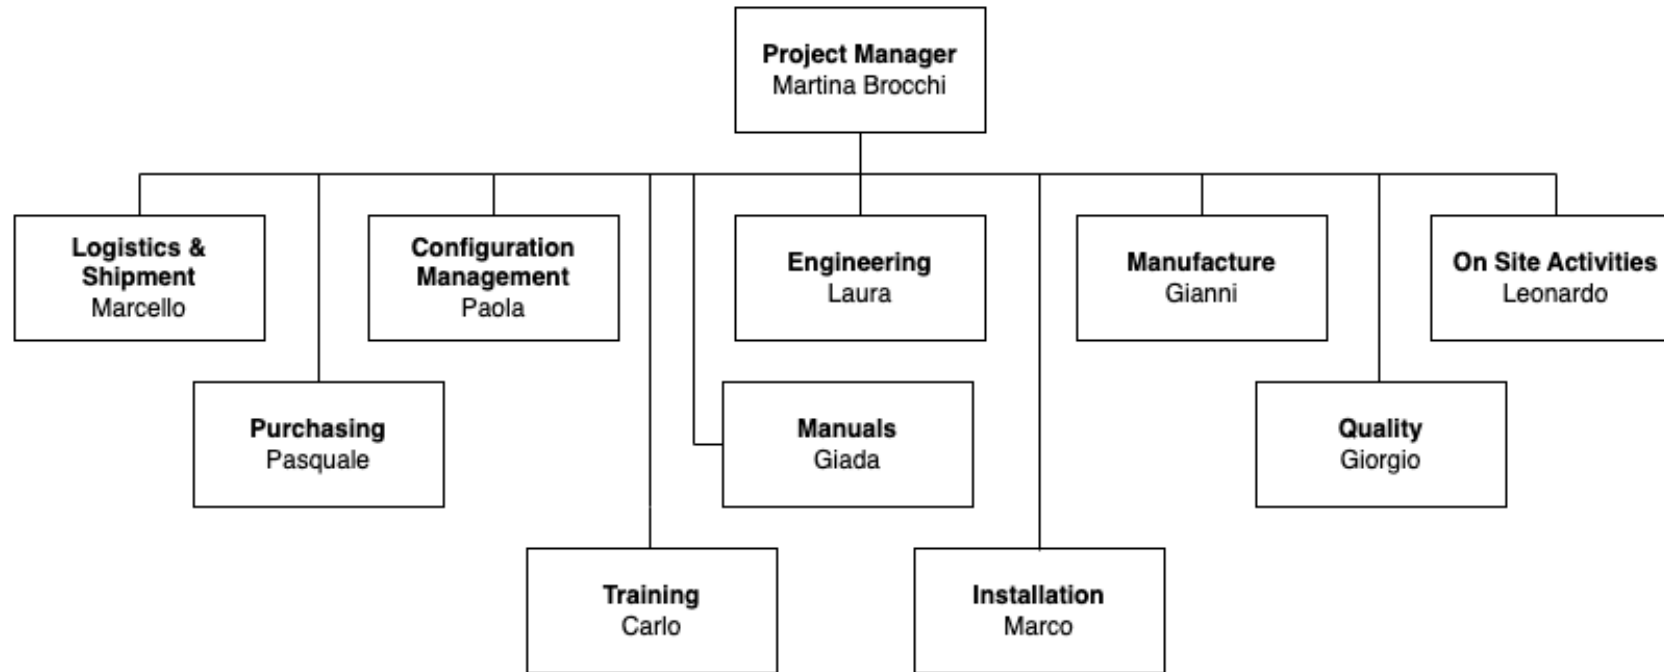 Project Manager
Martina Brocchi
Logistics &
Shipment
Marcello
Configuration
Management
Paola
Engineering
Laura
Manufacture
Gianni
On Site Activities
Leonardo
Purchasing
Pasquale
Manuals
Giada
Quality
Giorgio
Training
Carlo
Installation
Marco